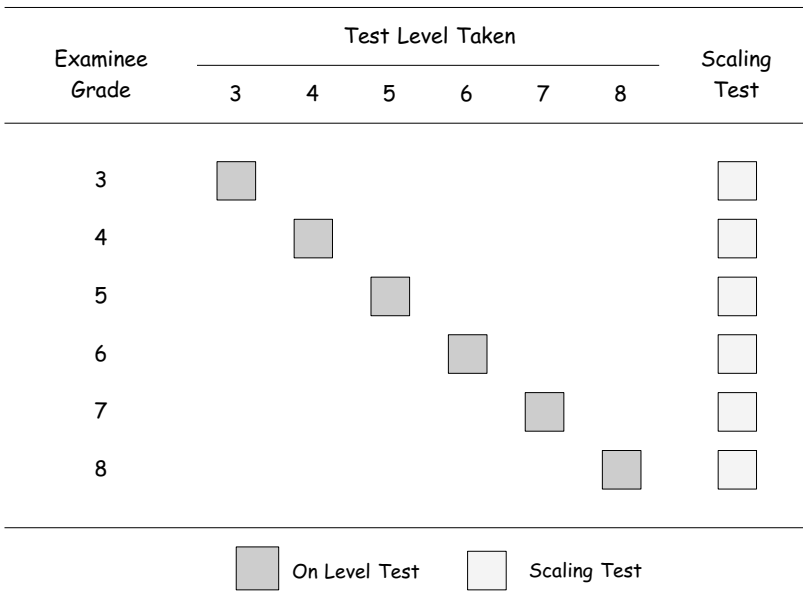 Test Level Taken
Examinee Grade
Scaling Test
3 4 5 6 7 8
3
4
5
6
7
8
On Level Test
Scaling Test